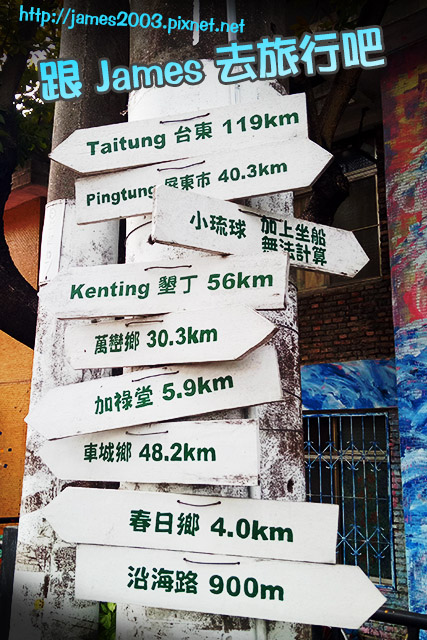 http://james2003.pixnet.net
跟 James 去旅行吧
Taitung 台東 119km
Pingtung 屏東市 40.3km
小琉球 加上坐船
無法計算
Kenting 墾丁 56km
萬巒鄉 30.3km
加祿堂 5.9km
車城鄉 48.2km
春日鄉 4.0km
沿海路 900m